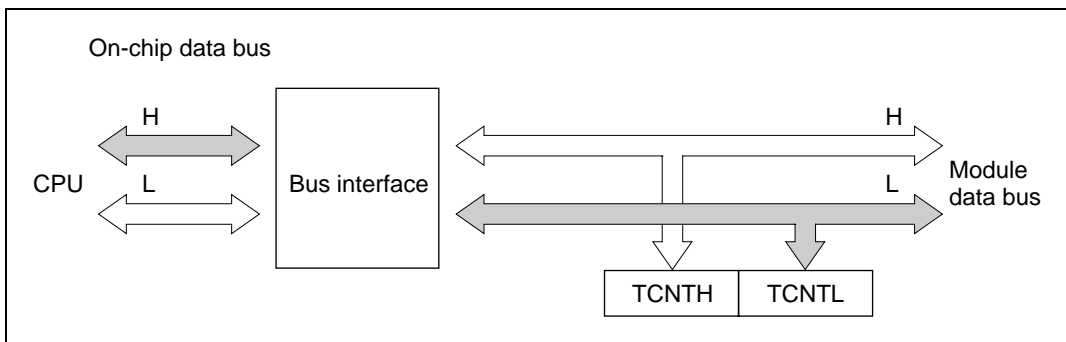 On-chip data bus
H
H
CPU
L
Bus interface
L
Module
data bus
TCNTH
TCNTL